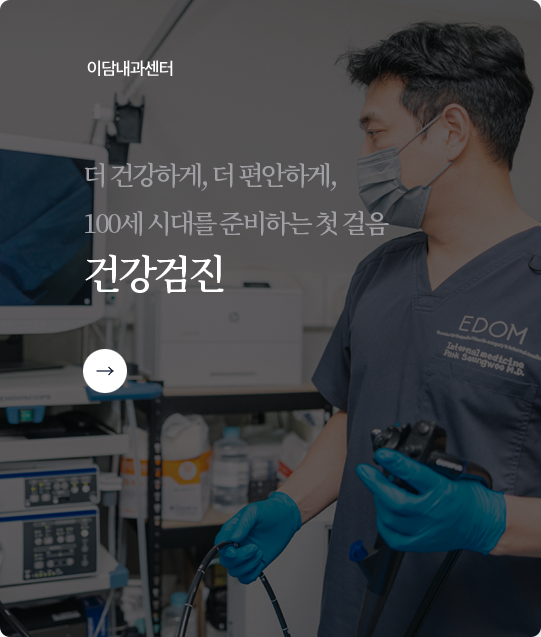 이담내과센터
더 건강하게, 더 편안하게,
100세 시대를 준비하는 첫 걸음
건강검진
EDOM
Internal medicine
Park Seungwoo M.D.